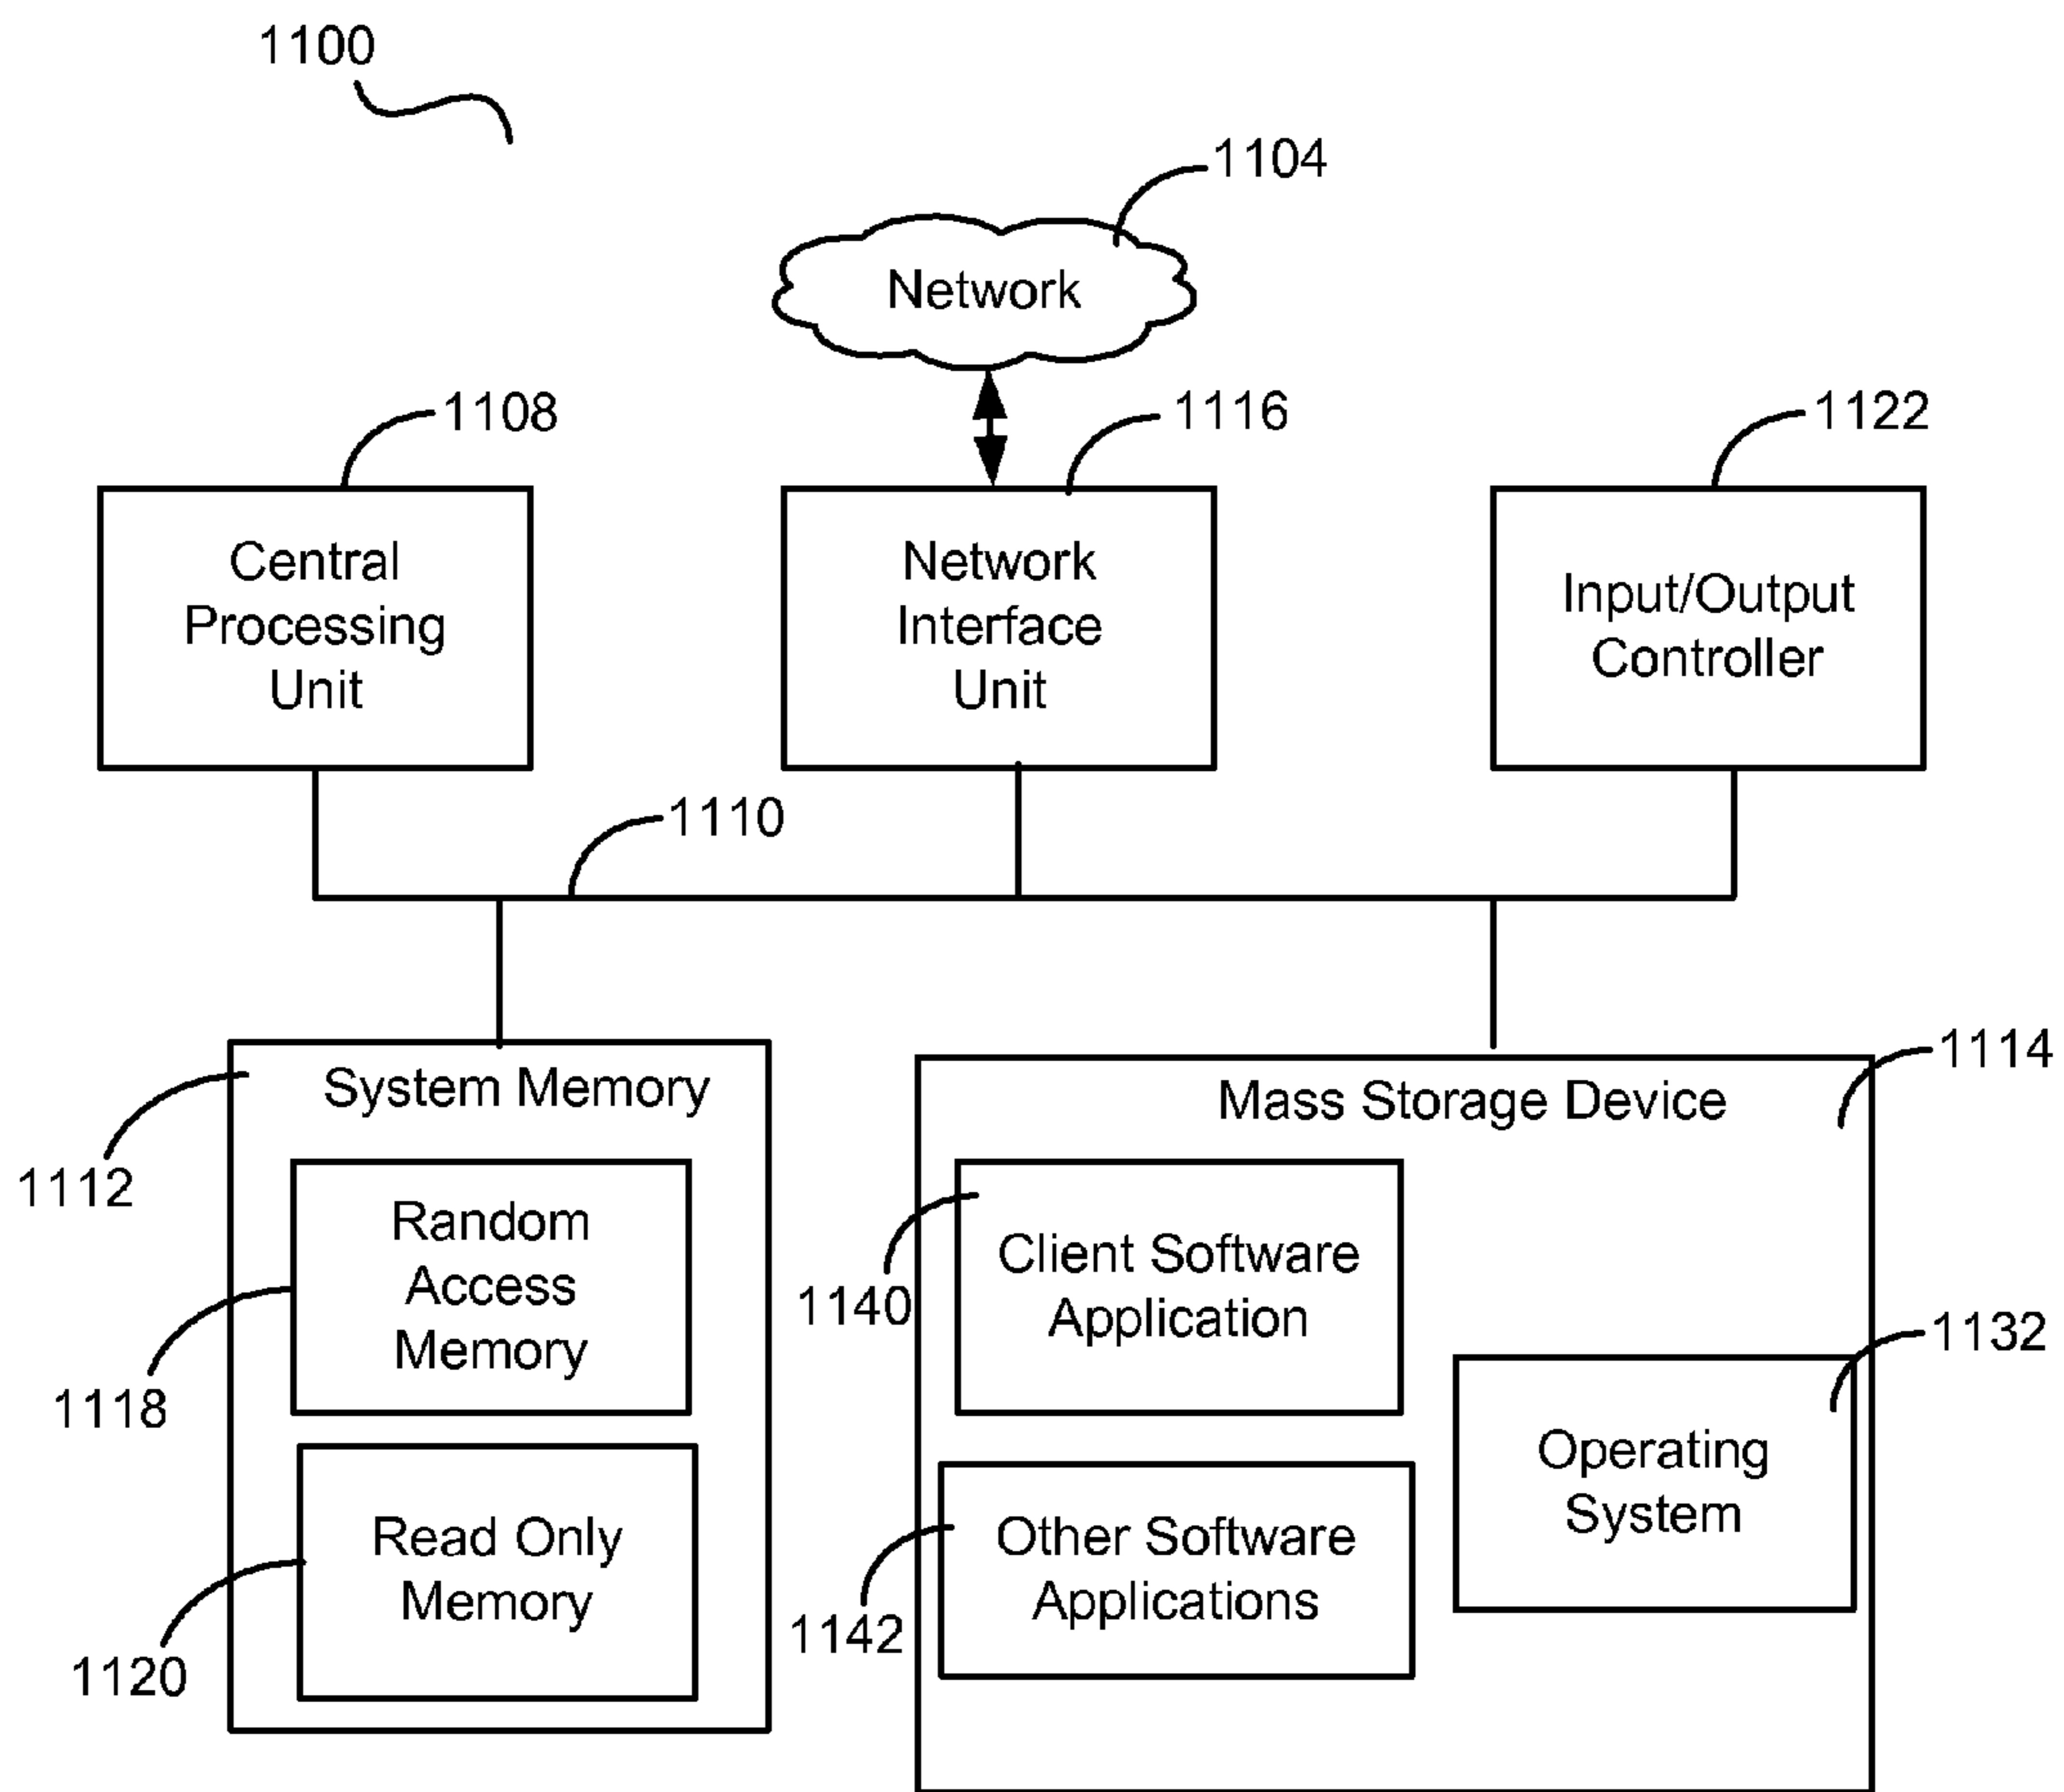 1100
1104
Network
1108
1116
1122
Central
Processing
Unit
Network
Interface
Unit
Input/Output
Controller
1110
System Memory
1112
Random
Access
Memory
1118
Read Only
Memory
1120
Mass Storage Device
1114
Client Software
Application
1140
1132
Operating
System
Other Software
Applications
1142